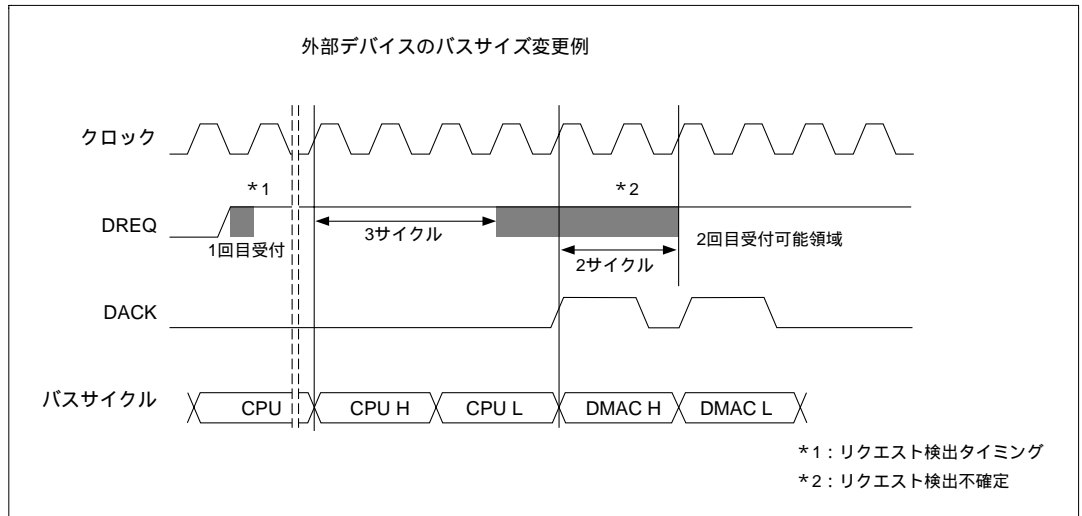 外部デバイスのバスサイズ変更例
クロック
*1
*2
DREQ
1回目受付
3サイクル
2サイクル
2回目受付可能領域
DACK
バスサイクル
CPU
CPU H
CPU L
DMAC H
DMAC L
*1：リクエスト検出タイミング
*2：リクエスト検出不確定